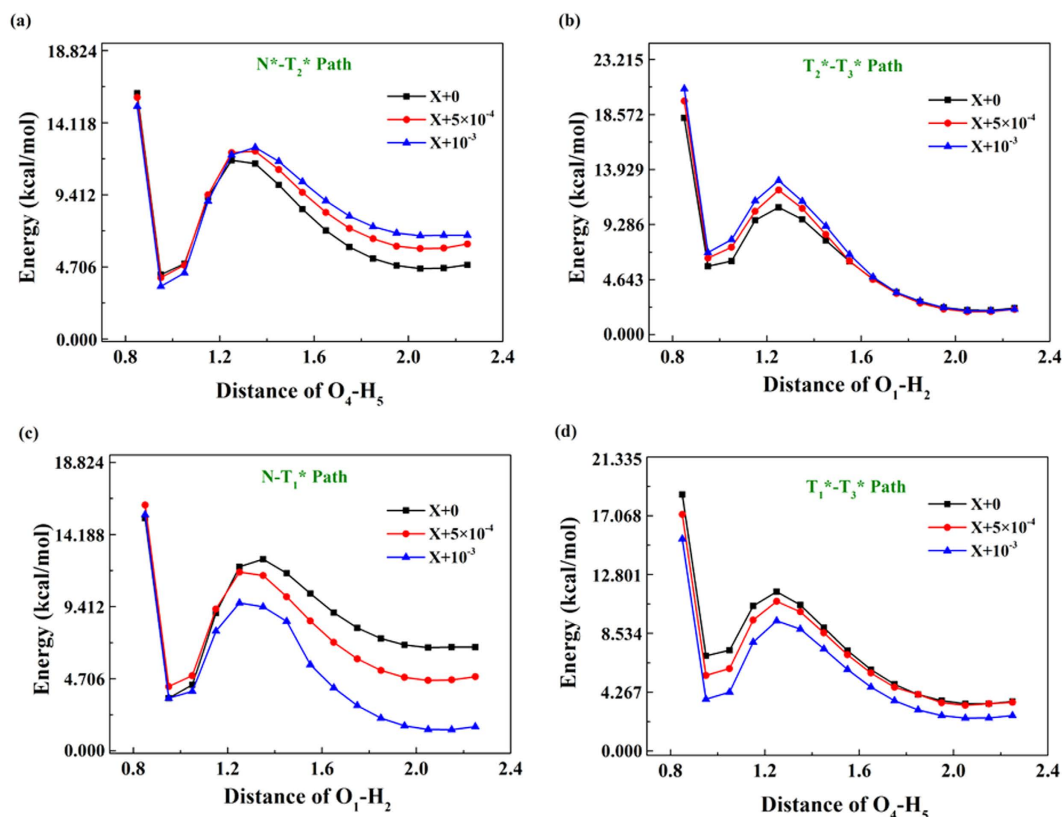 (a)
N*-T₂* Path
X+0
X+5×10⁻⁴
X+10⁻³
18.824
14.118
9.412
4.706
0.000
Energy (kcal/mol)
0.8 1.2 1.6 2.0 2.4
Distance of O₄-H₅
(b)
T₂*-T₃* Path
X+0
X+5×10⁻⁴
X+10⁻³
23.215
18.572
13.929
9.286
4.643
0.000
Energy (kcal/mol)
0.8 1.2 1.6 2.0 2.4
Distance of O₁-H₂
(c)
N-T₁* Path
X+0
X+5×10⁻⁴
X+10⁻³
18.824
14.188
9.412
4.706
0.000
Energy (kcal/mol)
0.8 1.2 1.6 2.0 2.4
Distance of O₁-H₂
(d)
T₁*-T₃* Path
X+0
X+5×10⁻⁴
X+10⁻³
21.335
17.068
12.801
8.534
4.267
0.000
Energy (kcal/mol)
0.8 1.2 1.6 2.0 2.4
Distance of O₄-H₅